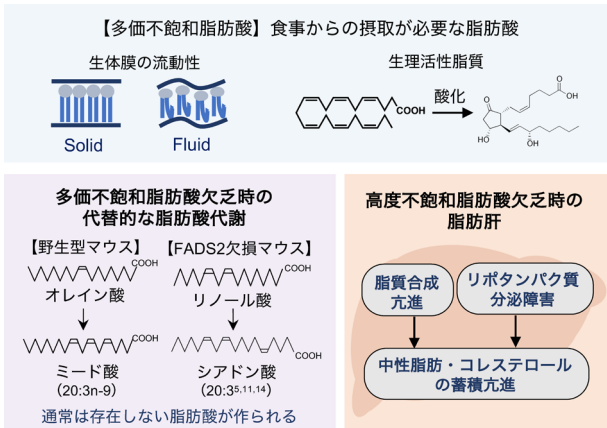 【多価不飽和脂肪酸】食事からの摂取が必要な脂肪酸
生体膜の流動性
Solid
Fluid
生理活性脂質
COOH
酸化
O
O
OH
HO
OH
多価不飽和脂肪酸欠乏時の
代替的な脂肪酸代謝
【野生型マウス】
COOH
オレイン酸
COOH
ミード酸
(20:3n-9)
【FADS2欠損マウス】
COOH
リノール酸
COOH
シアドン酸
(20:3⁵,¹¹,¹⁴)
通常は存在しない脂肪酸が作られる
高度不飽和脂肪酸欠乏時の
脂肪肝
脂質合成
亢進
リポタンパク質
分泌障害
中性脂肪・コレステロール
の蓄積亢進